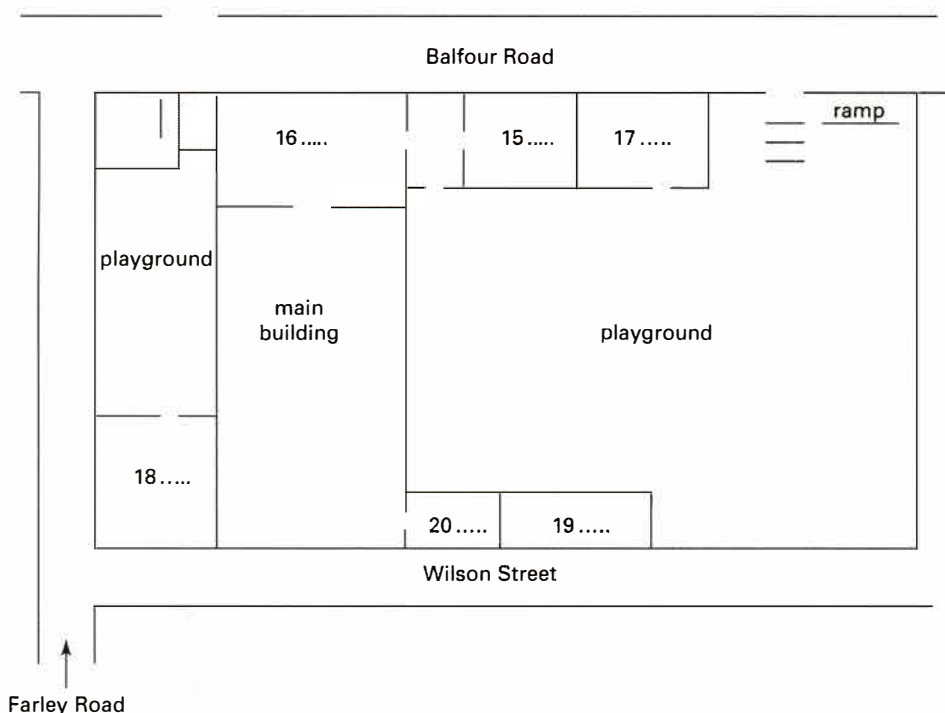 Balfour Road
ramp
16 .....
15 .....
17 .....
playground
main
building
playground
18 .....
20 .....
19 .....
Wilson Street
Farley Road